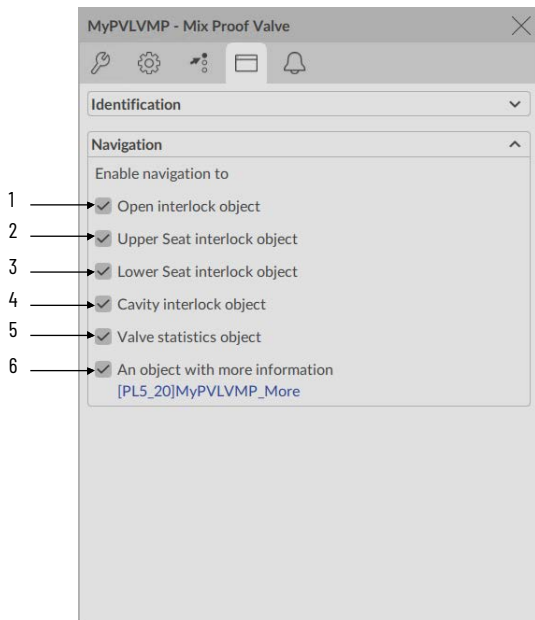 MyPVLVMP - Mix Proof Valve
Identification
Navigation
Enable navigation to
1
Open interlock object
2
Upper Seat interlock object
3
Lower Seat interlock object
4
Cavity interlock object
5
Valve statistics object
6
An object with more information
[PL5_20]MyPVLVMP_More